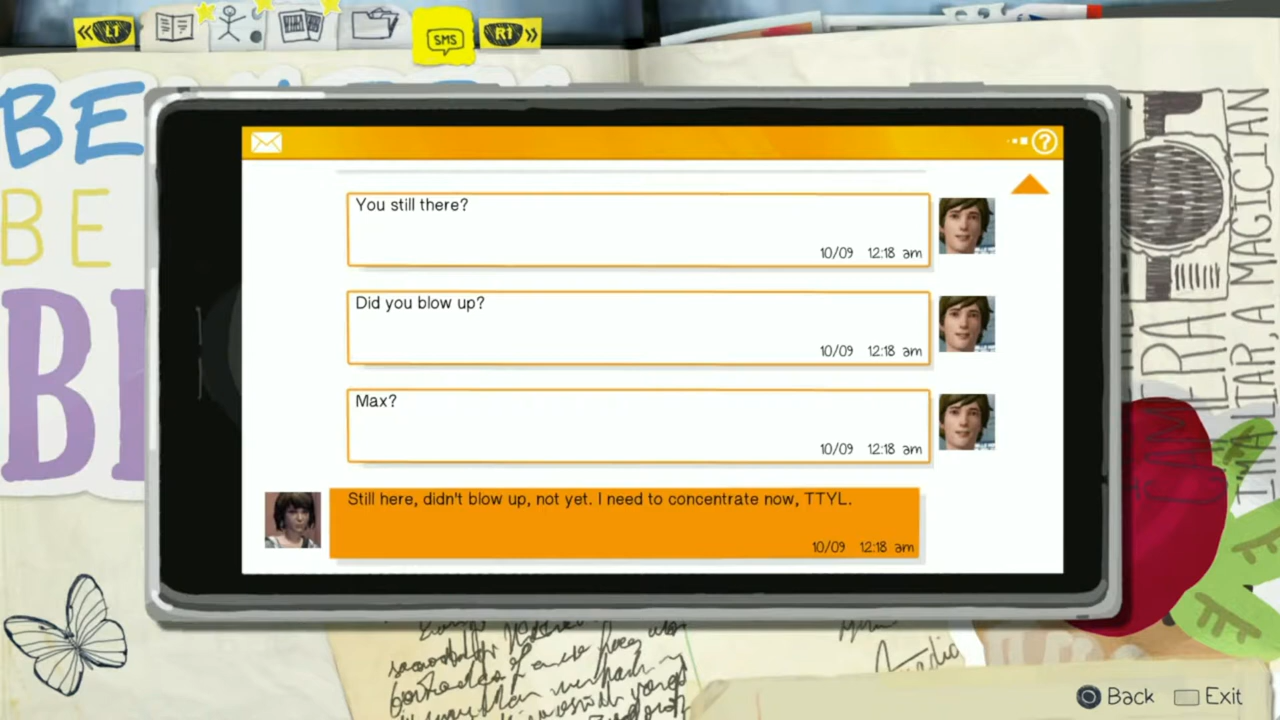 L1
SMS
R1
BE
BE
You still there?
10/09 12:18 am
Did you blow up?
10/09 12:18 am
Max?
10/09 12:18 am
Still here, didn't blow up, not yet. I need to concentrate now, TTYL.
10/09 12:18 am
?
CAMERA
LIAR, A MAGICIAN
Back
Exit